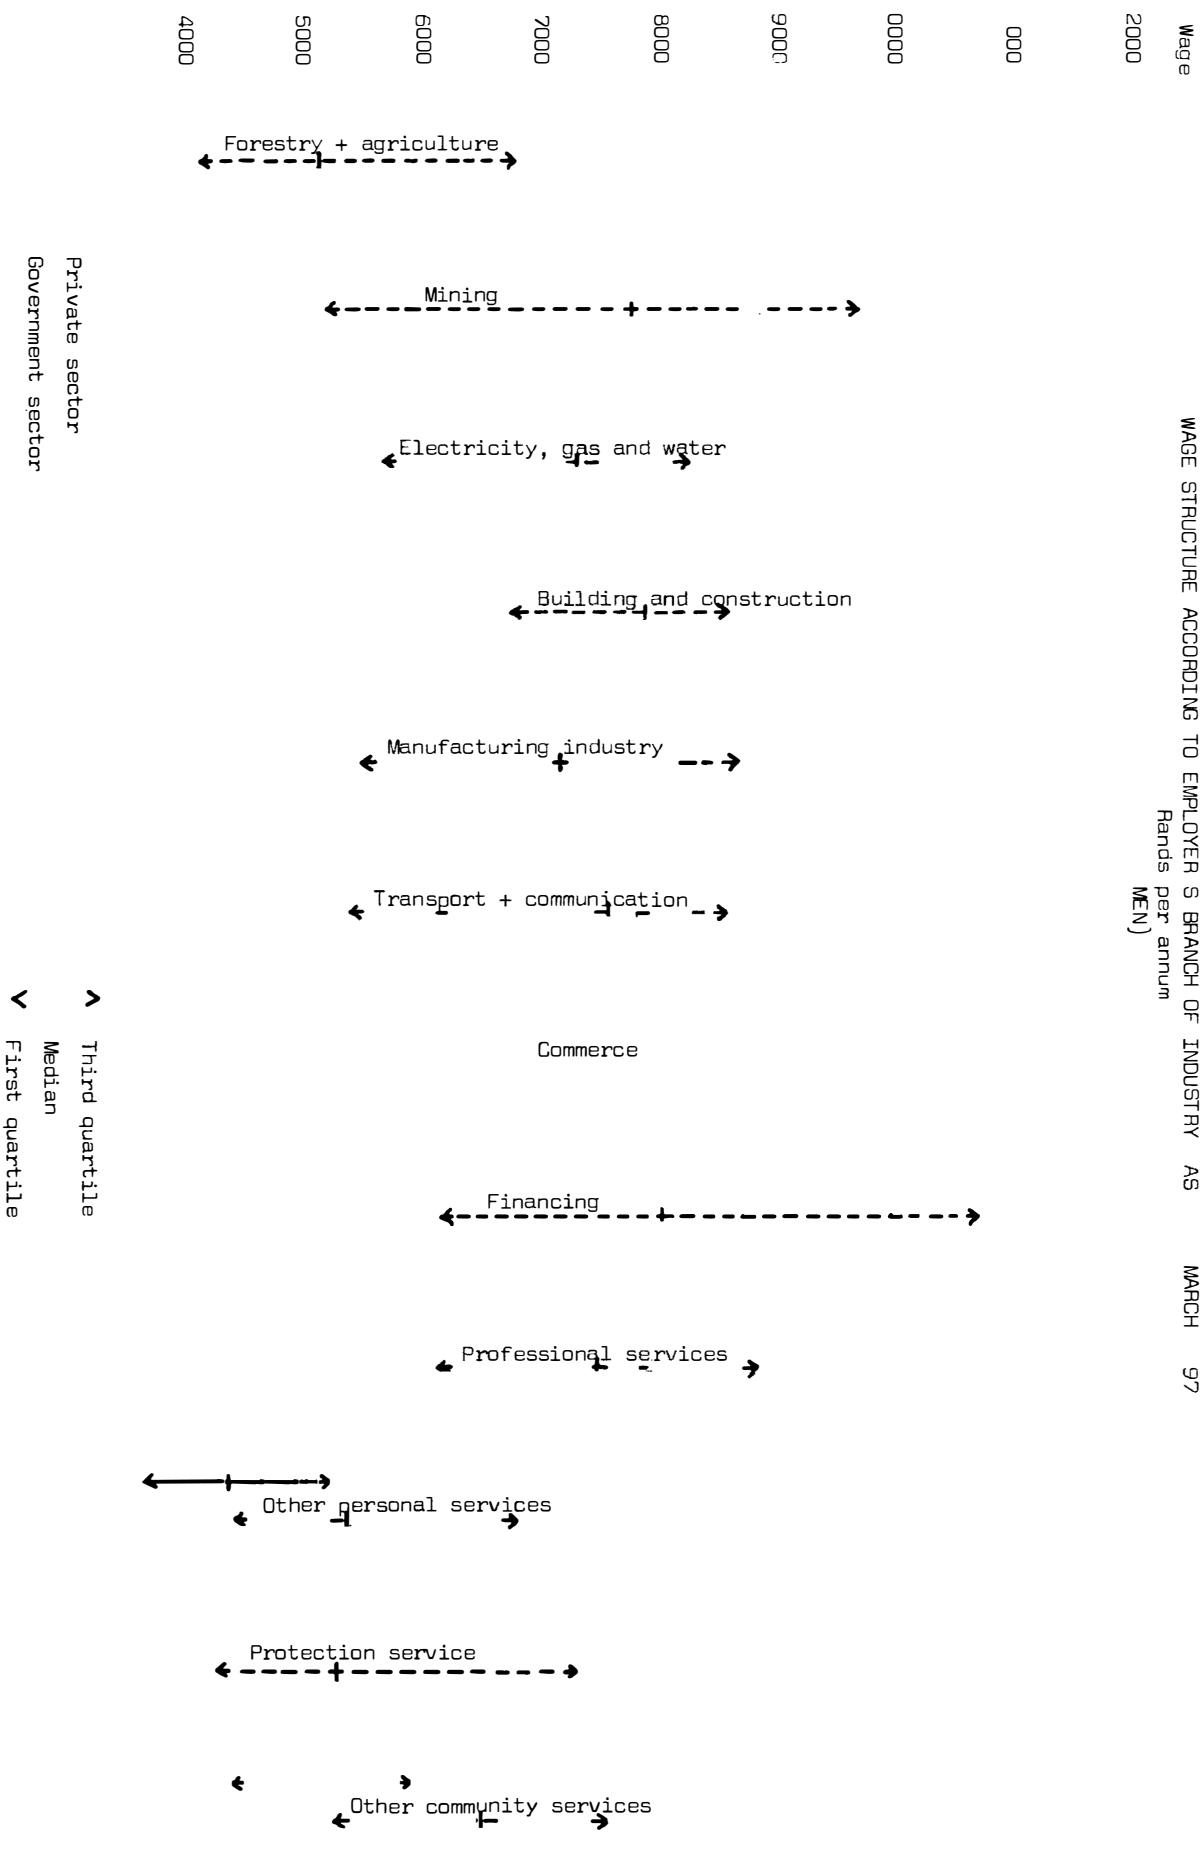 WAGE STRUCTURE ACCORDING TO EMPLOYER S BRANCH OF INDUSTRY AS MARCH 97
Rands per annum
MEN)
Wage
2000
000
0000
9000
8000
7000
6000
5000
4000
Forestry + agriculture
Mining
Electricity, gas and water
Building and construction
Manufacturing industry
Transport + communication
Commerce
Financing
Professional services
Other personal services
Protection service
Other community services
Private sector
Government sector
> Third quartile
Median
< First quartile